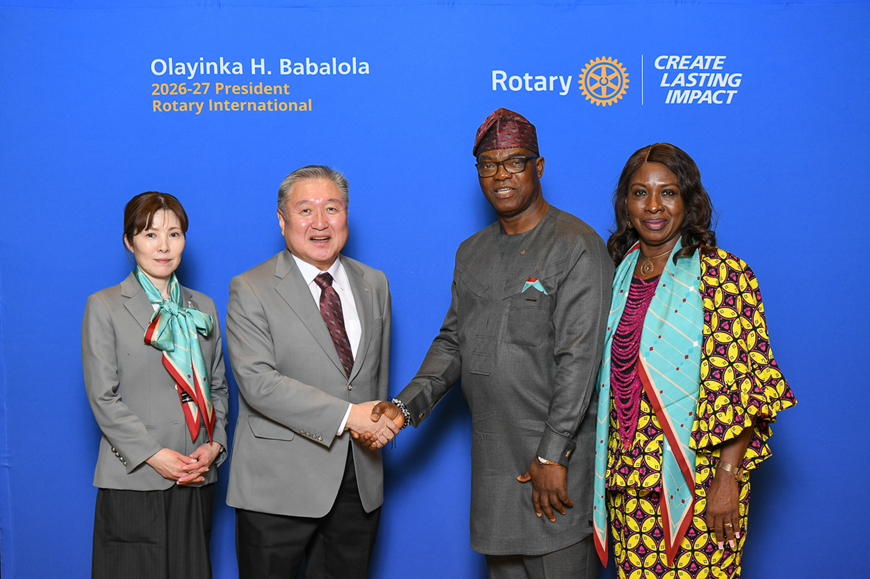 Olayinka H. Babalola
2026-27 President
Rotary International
Rotary
CREATE
LASTING
IMPACT